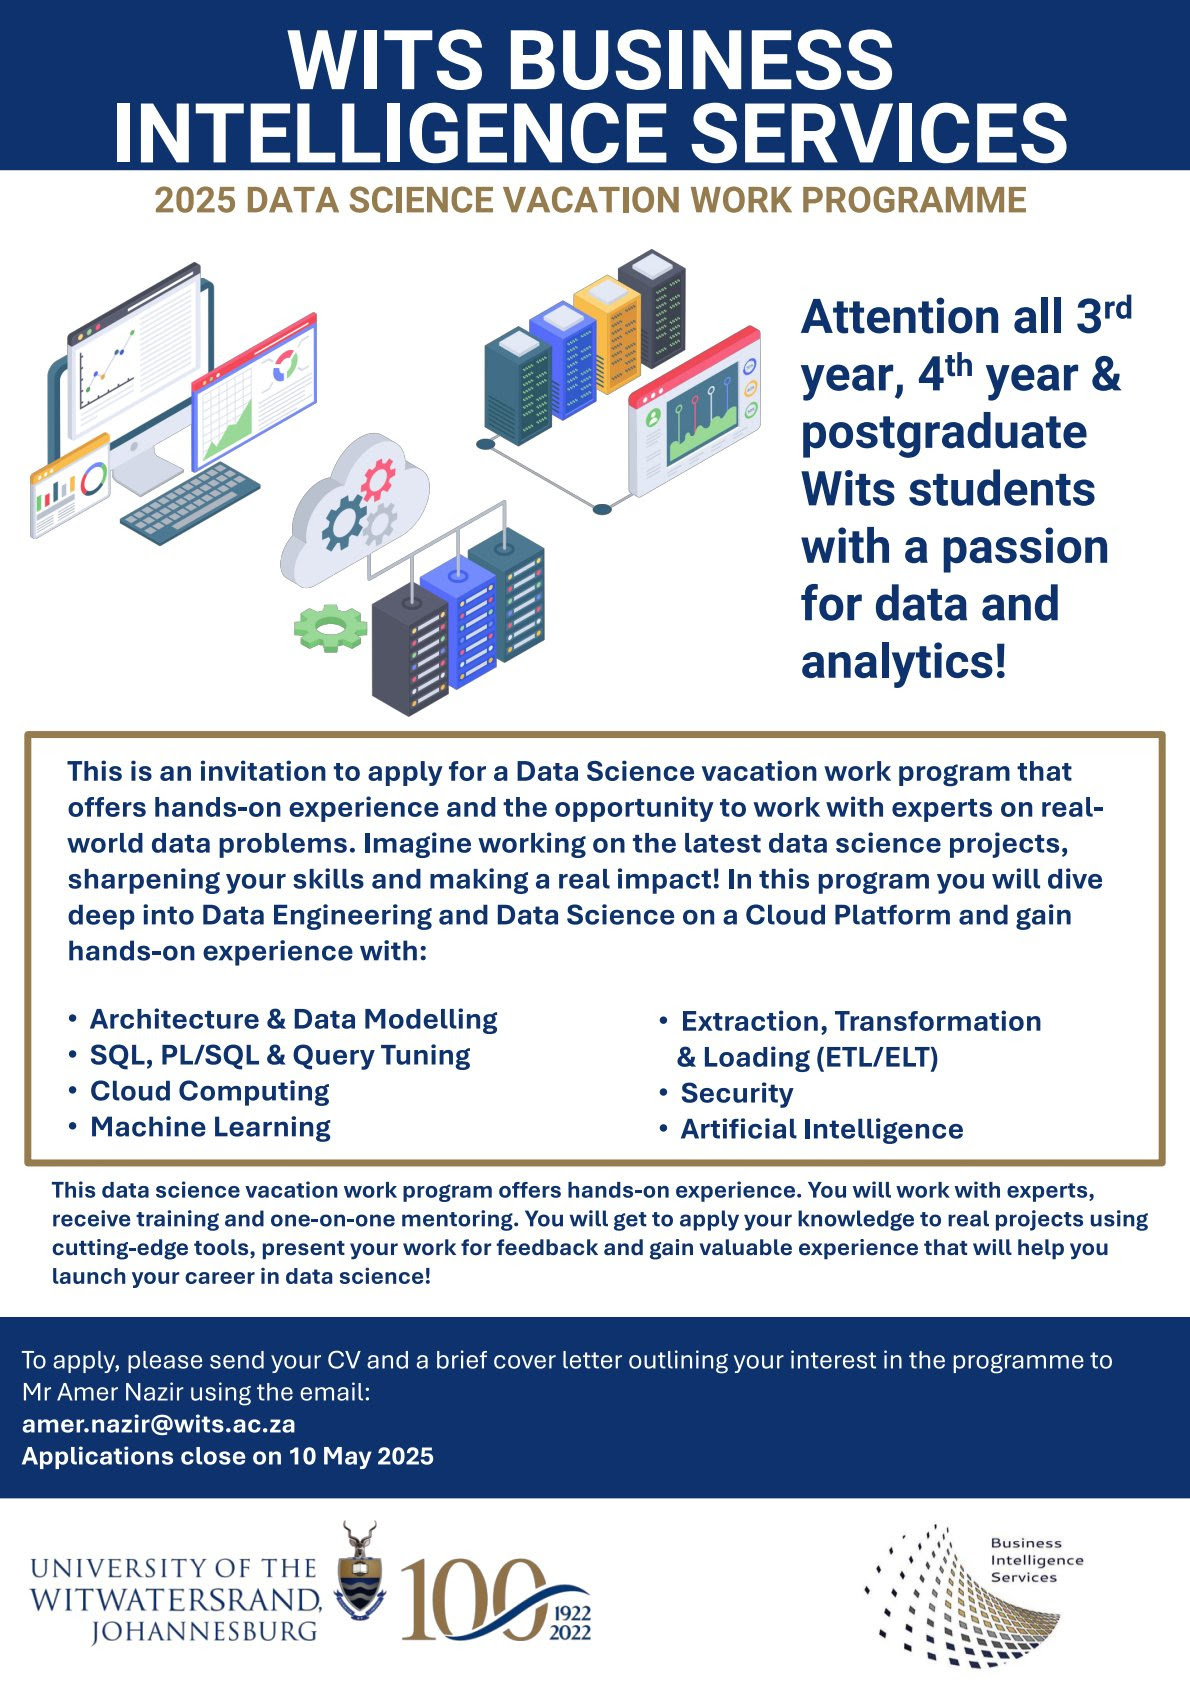 WITS BUSINESS
INTELLIGENCE SERVICES
2025 DATA SCIENCE VACATION WORK PROGRAMME
Attention all 3rd
year, 4th year &
postgraduate
Wits students
with a passion
for data and
analytics!
This is an invitation to apply for a Data Science vacation work program that
offers hands-on experience and the opportunity to work with experts on real-
world data problems. Imagine working on the latest data science projects,
sharpening your skills and making a real impact! In this program you will dive
deep into Data Engineering and Data Science on a Cloud Platform and gain
hands-on experience with:
• Architecture & Data Modelling
• SQL, PL/SQL & Query Tuning
• Cloud Computing
• Machine Learning
• Extraction, Transformation
& Loading (ETL/ELT)
• Security
• Artificial Intelligence
This data science vacation work program offers hands-on experience. You will work with experts,
receive training and one-on-one mentoring. You will get to apply your knowledge to real projects using
cutting-edge tools, present your work for feedback and gain valuable experience that will help you
launch your career in data science!
To apply, please send your CV and a brief cover letter outlining your interest in the programme to
Mr Amer Nazir using the email:
amer.nazir@wits.ac.za
Applications close on 10 May 2025
UNIVERSITY OF THE
WITWATERSRAND,
JOHANNESBURG
100
1922
2022
Business
Intelligence
Services